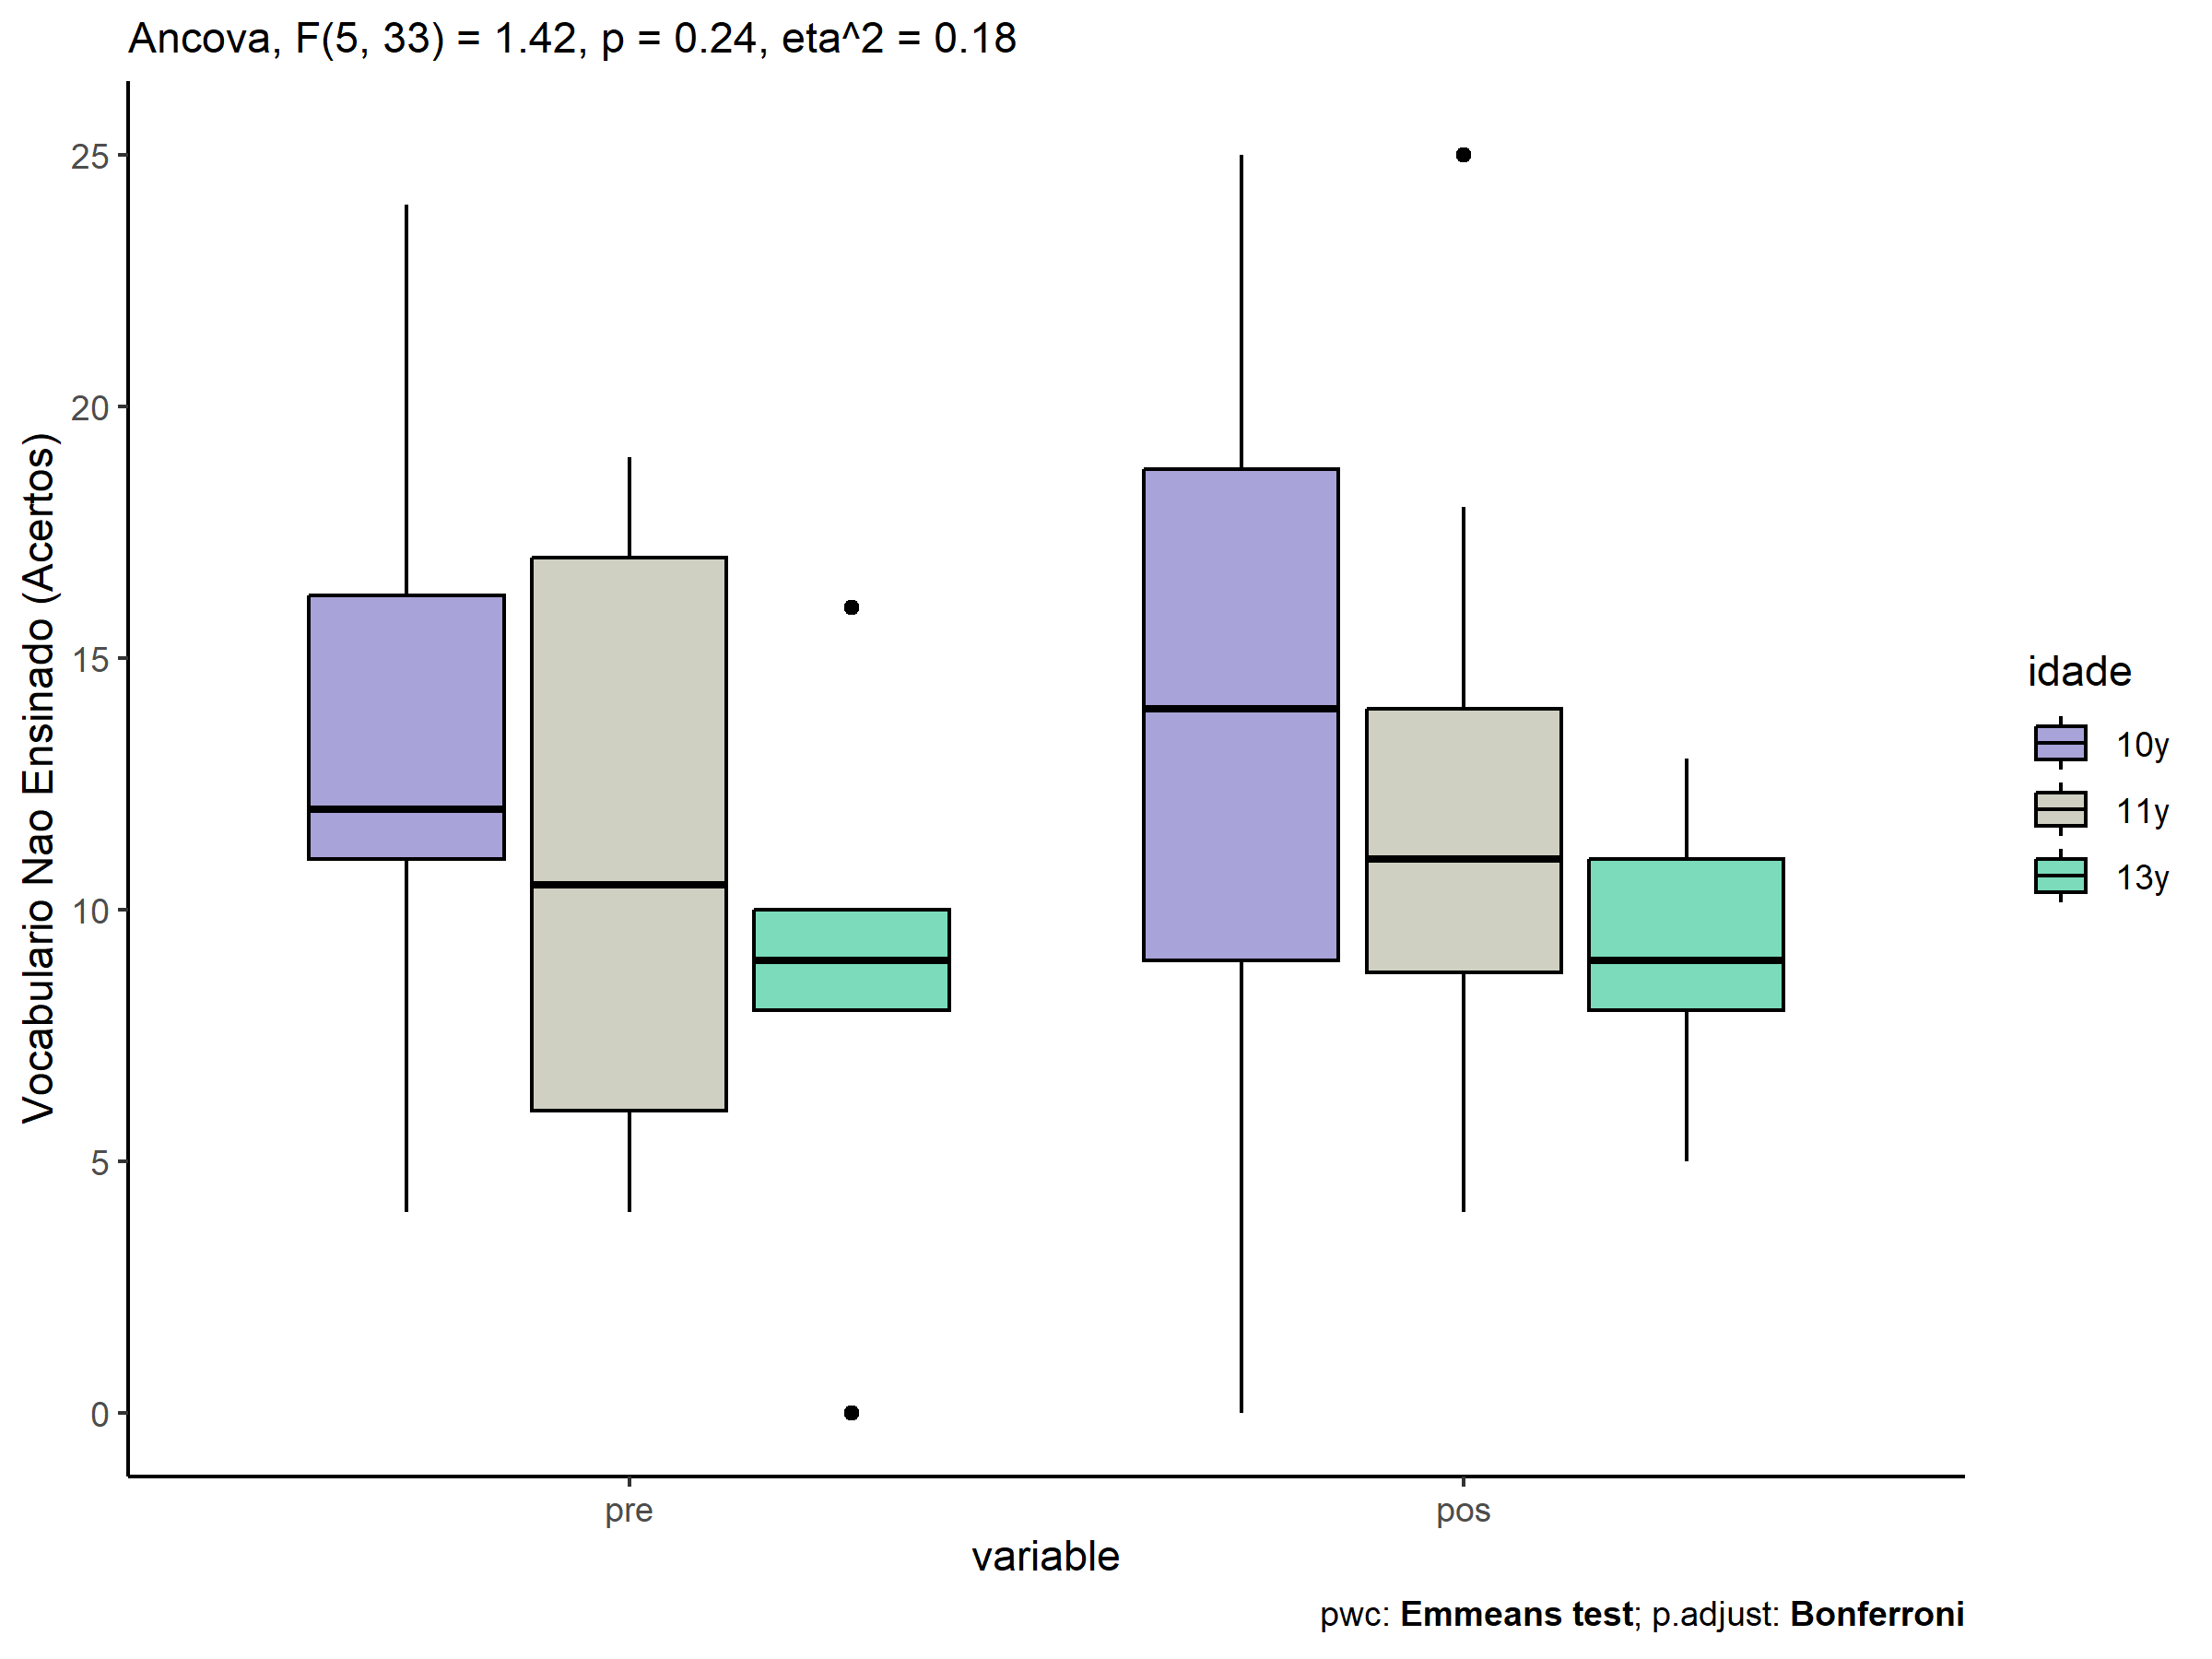 Ancova, F(5, 33) = 1.42, p = 0.24, eta^2 = 0.18
Vocabulario Nao Ensinado (Acertos)
25
20
15
10
5
0
pre
pos
variable
idade
10y
11y
13y
pwc: Emmeans test; p.adjust: Bonferroni